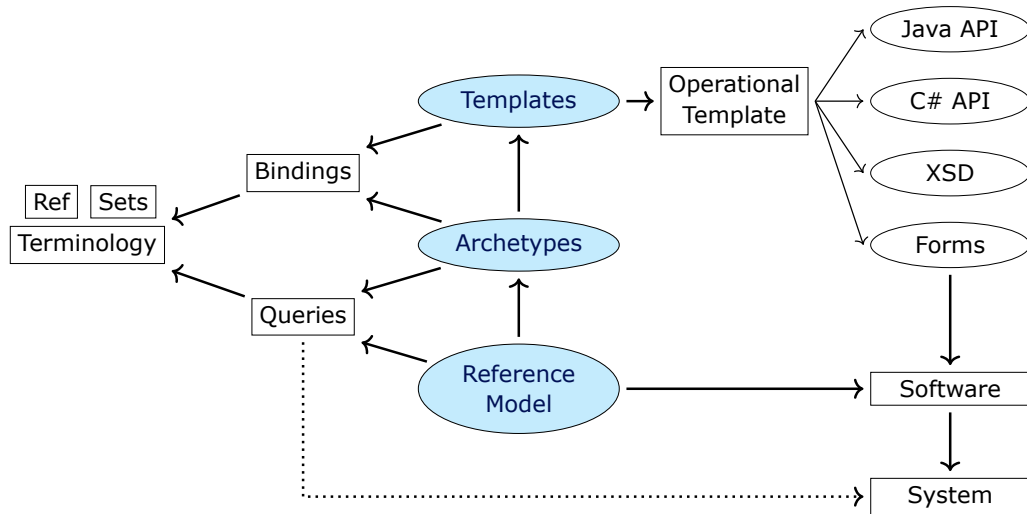 Java API
Templates
Operational
Template
C# API
Bindings
XSD
Ref
Sets
Terminology
Archetypes
Forms
Queries
Reference
Model
Software
System